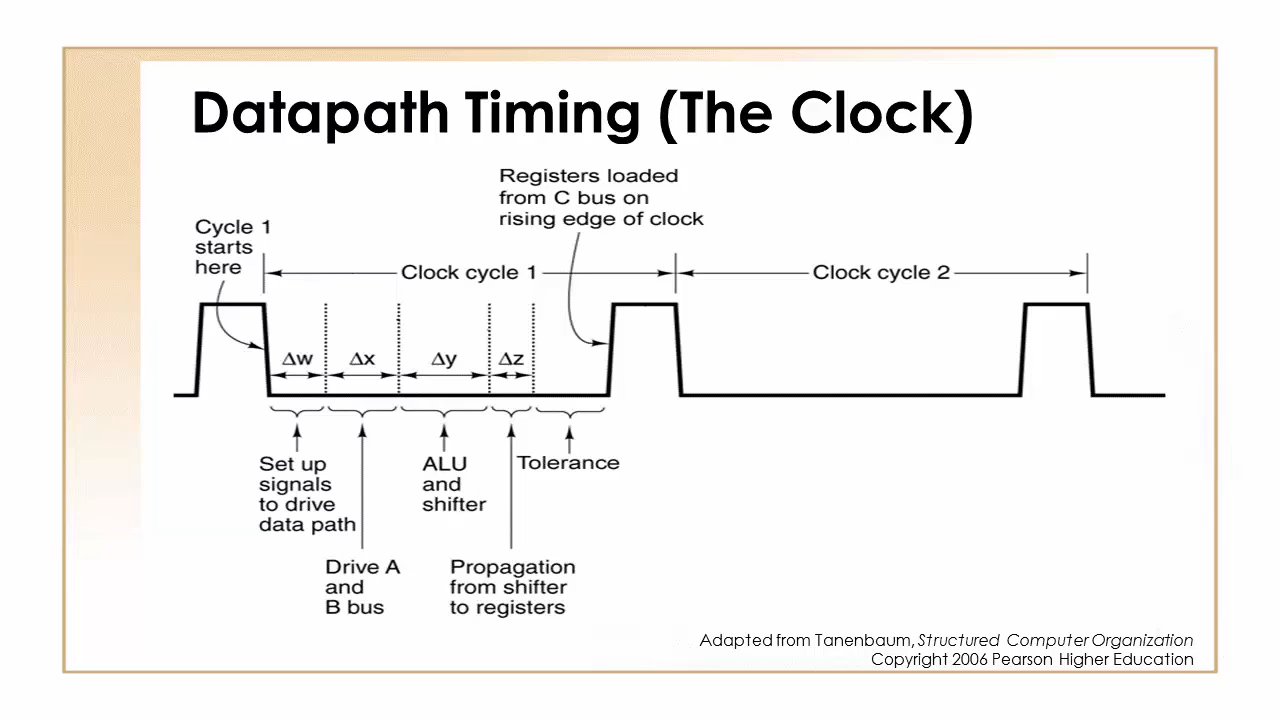 Datapath Timing (The Clock)
Registers loaded
from C bus on
rising edge of clock
Cycle 1
starts
here
Clock cycle 1
Clock cycle 2
Δw
Δx
Δy
Δz
Set up
signals
to drive
data path
ALU
and
shifter
Tolerance
Drive A
and
B bus
Propagation
from shifter
to registers
Adapted from Tanenbaum, Structured Computer Organization
Copyright 2006 Pearson Higher Education